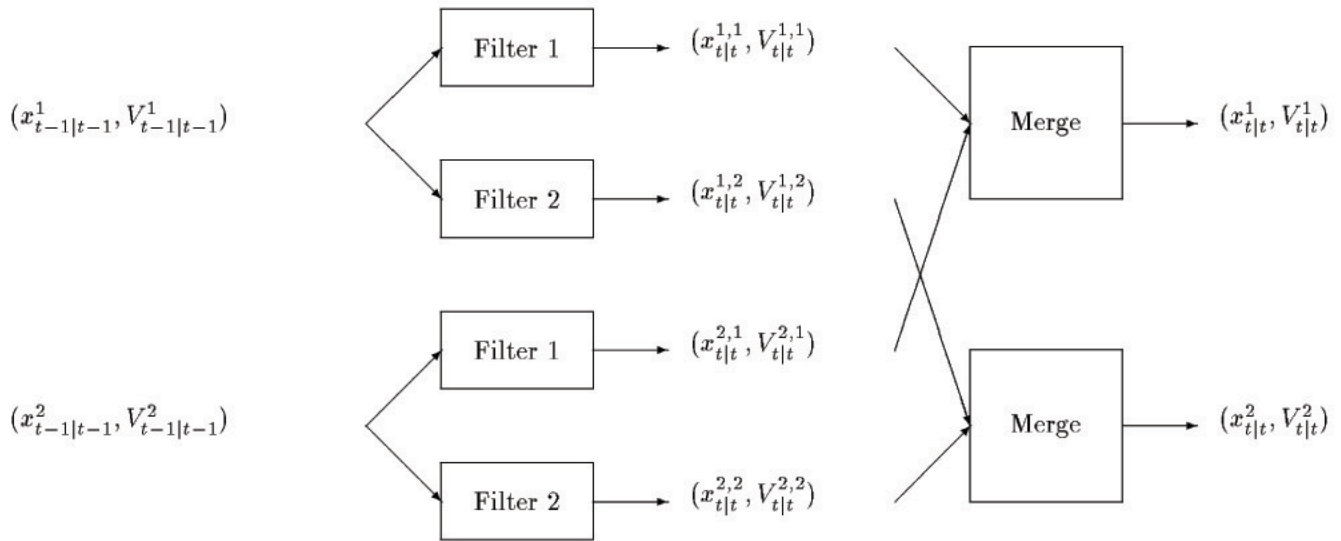 Filter 1
(x^{1,1}_{t|t}, V^{1,1}_{t|t})
(x^1_{t-1|t-1}, V^1_{t-1|t-1})
Merge
(x^1_{t|t}, V^1_{t|t})
Filter 2
(x^{1,2}_{t|t}, V^{1,2}_{t|t})
Filter 1
(x^{2,1}_{t|t}, V^{2,1}_{t|t})
(x^2_{t-1|t-1}, V^2_{t-1|t-1})
Merge
(x^2_{t|t}, V^2_{t|t})
Filter 2
(x^{2,2}_{t|t}, V^{2,2}_{t|t})